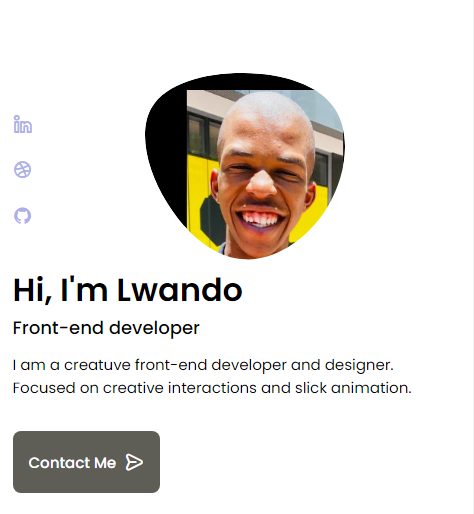 Hi, I'm Lwando
Front-end developer
I am a creatuve front-end developer and designer.
Focused on creative interactions and slick animation.
Contact Me